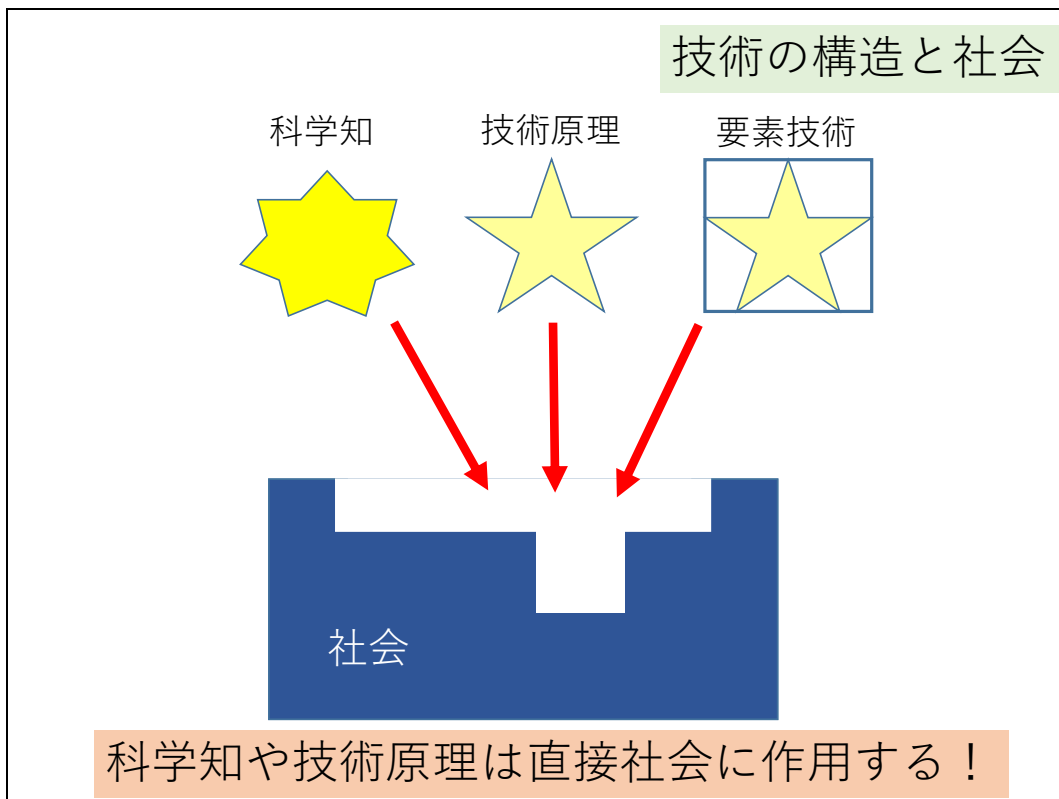 技術の構造と社会
科学知
技術原理
要素技術
社会
科学知や技術原理は直接社会に作用する！